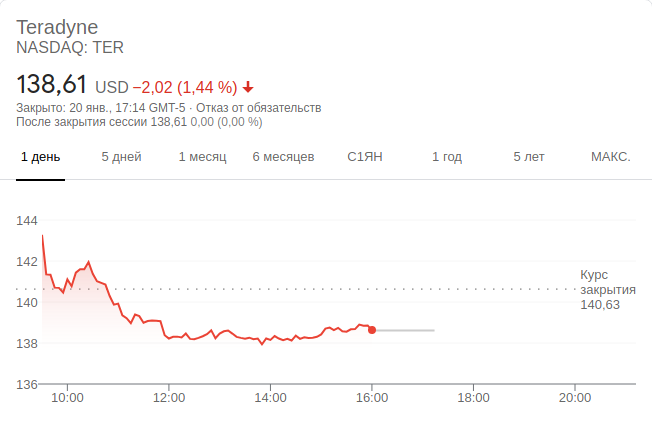 Teradyne
NASDAQ: TER
138,61 USD −2,02 (1,44 %) ↓
Закрыто: 20 янв., 17:14 GMT-5 · Отказ от обязательств
После закрытия сессии 138,61 0,00 (0,00 %)
1 день 5 дней 1 месяц 6 месяцев С1ЯН 1 год 5 лет МАКС.
144
142
Курс
закрытия
140,63
140
138
136
10:00 12:00 14:00 16:00 18:00 20:00